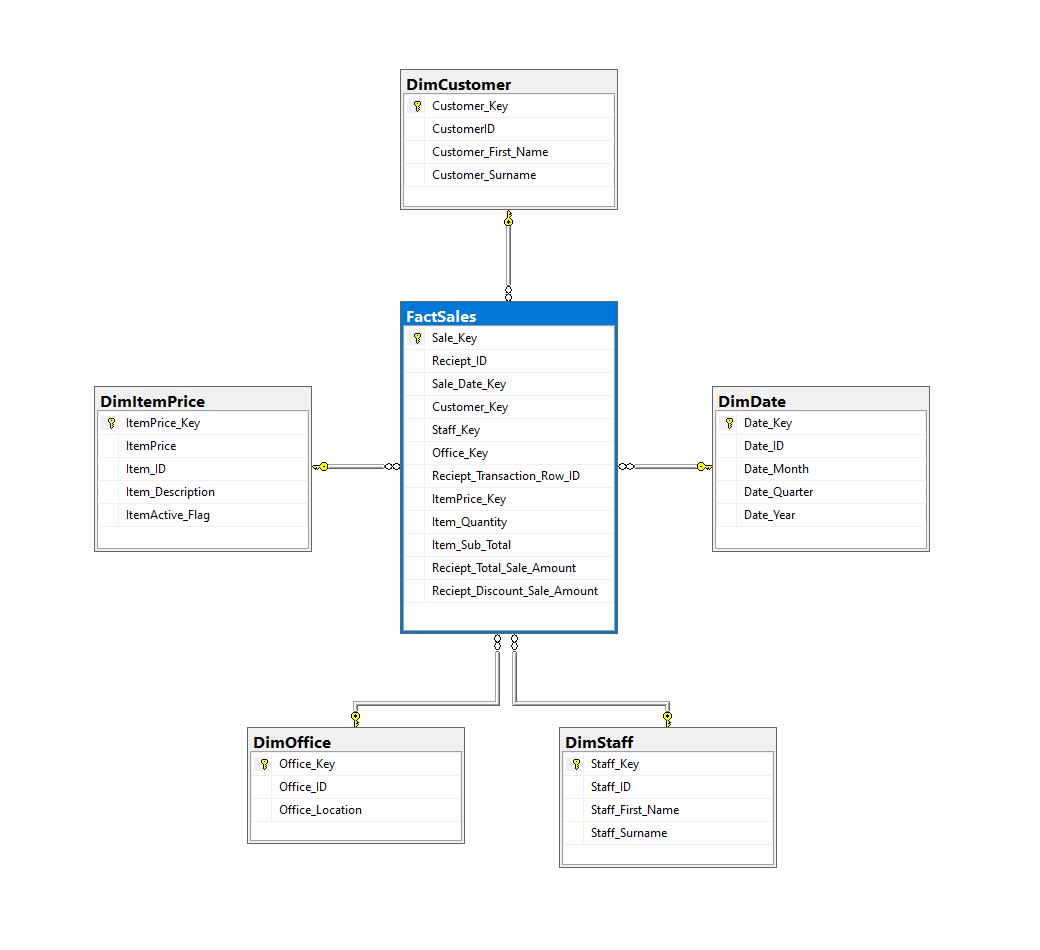 DimCustomer
Customer_Key
CustomerID
Customer_First_Name
Customer_Surname
FactSales
Sale_Key
Reciept_ID
Sale_Date_Key
Customer_Key
Staff_Key
Office_Key
Reciept_Transaction_Row_ID
ItemPrice_Key
Item_Quantity
Item_Sub_Total
Reciept_Total_Sale_Amount
Reciept_Discount_Sale_Amount
DimItemPrice
ItemPrice_Key
ItemPrice
Item_ID
Item_Description
ItemActive_Flag
DimDate
Date_Key
Date_ID
Date_Month
Date_Quarter
Date_Year
DimOffice
Office_Key
Office_ID
Office_Location
DimStaff
Staff_Key
Staff_ID
Staff_First_Name
Staff_Surname